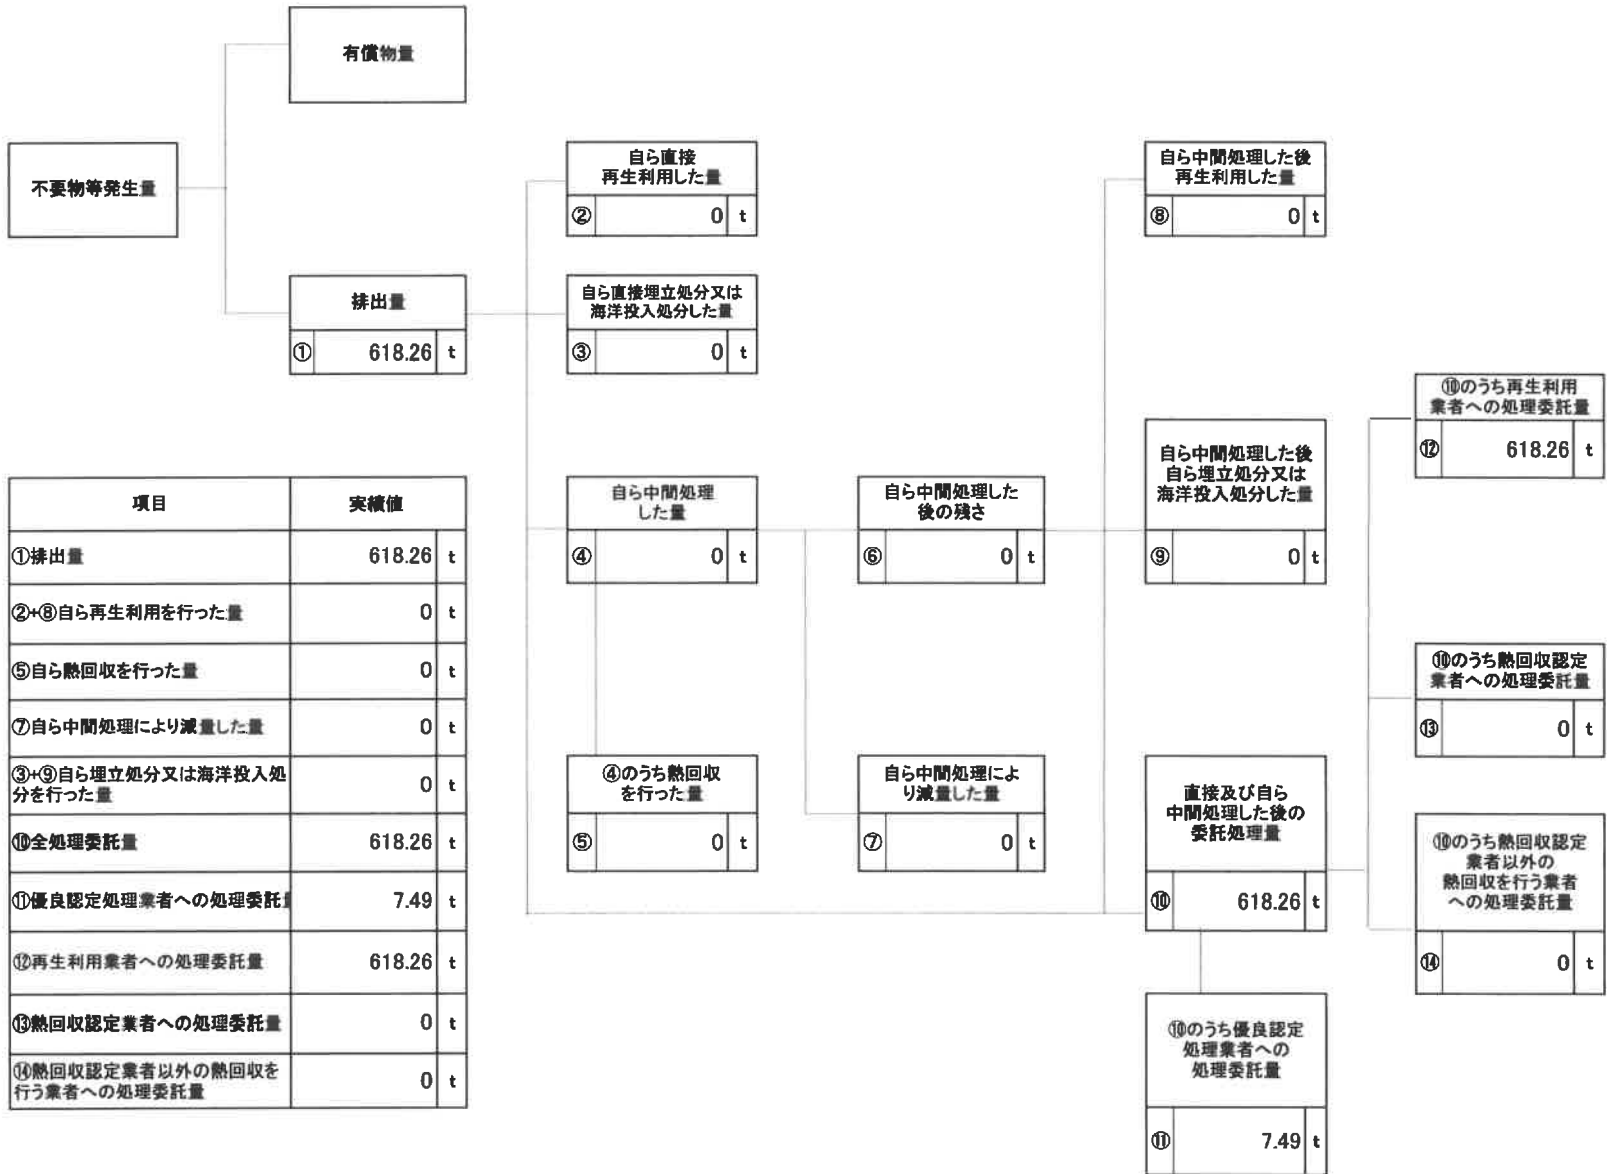 有償物量
不要物等発生量
排出量
① 618.26 t
自ら直接
再生利用した量
② 0 t
自ら直接埋立処分又は
海洋投入処分した量
③ 0 t
自ら中間処理
した量
④ 0 t
④のうち熱回収
を行った量
⑤ 0 t
自ら中間処理した
後の残さ
⑥ 0 t
自ら中間処理によ
り減量した量
⑦ 0 t
自ら中間処理した後
再生利用した量
⑧ 0 t
自ら中間処理した後
自ら埋立処分又は
海洋投入処分した量
⑨ 0 t
直接及び自ら
中間処理した後の
委託処理量
⑩ 618.26 t
⑩のうち優良認定
処理業者への
処理委託量
⑪ 7.49 t
⑩のうち再生利用
業者への処理委託量
⑫ 618.26 t
⑩のうち熱回収認定
業者への処理委託量
⑬ 0 t
⑩のうち熱回収認定
業者以外の
熱回収を行う業者
への処理委託量
⑭ 0 t
項目 実績値
①排出量 618.26 t
②+⑧自ら再生利用を行った量 0 t
⑤自ら熱回収を行った量 0 t
⑦自ら中間処理により減量した量 0 t
③+⑨自ら埋立処分又は海洋投入処
分を行った量 0 t
⑩全処理委託量 618.26 t
⑪優良認定処理業者への処理委託量 7.49 t
⑫再生利用業者への処理委託量 618.26 t
⑬熱回収認定業者への処理委託量 0 t
⑭熱回収認定業者以外の熱回収を
行う業者への処理委託量 0 t